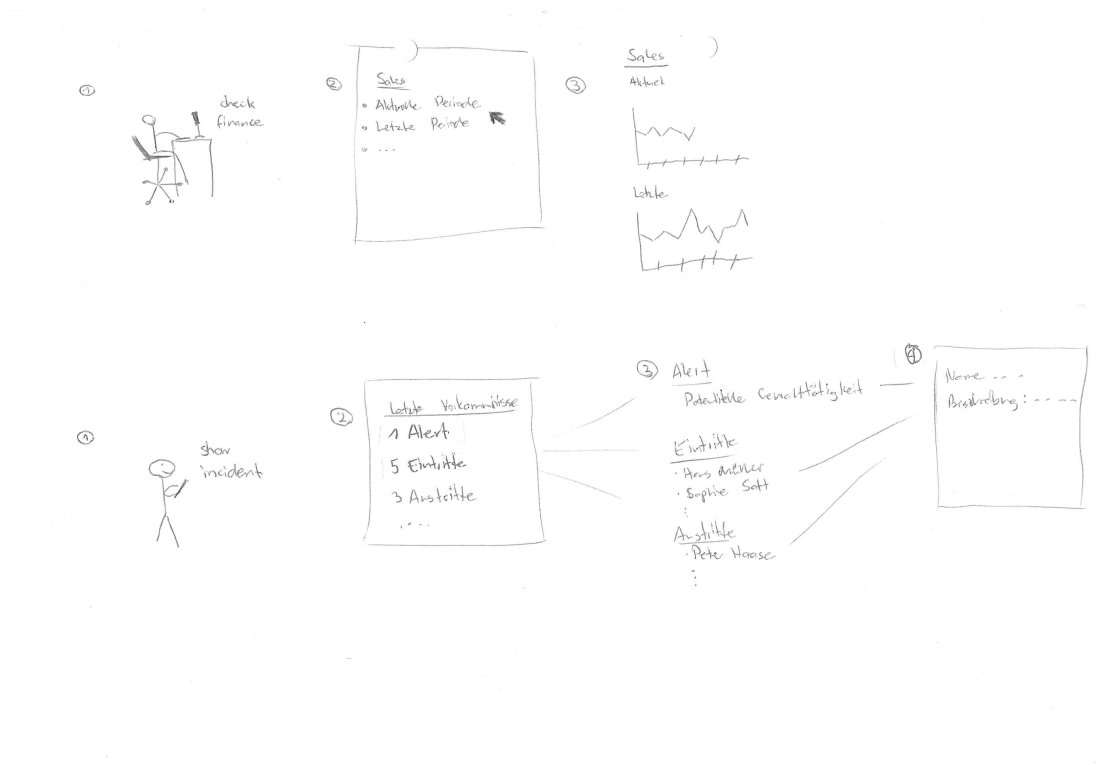 1
check
finance
2
Sales
• Aktuelle Periode
• Letzte Periode
• ...
3
Sales
Aktuell
Letzte
1
show
incident
2
Letzte Vorkommnisse
1 Alert
5 Eintritte
3 Austritte
....
3 Alert
Potentielle Gewalttätigkeit
Eintritte
· Hans Müller
· Sophie Satt
⋮
Austritte
· Peter Haase
⋮
4
Name ...
Beschreibung: ....